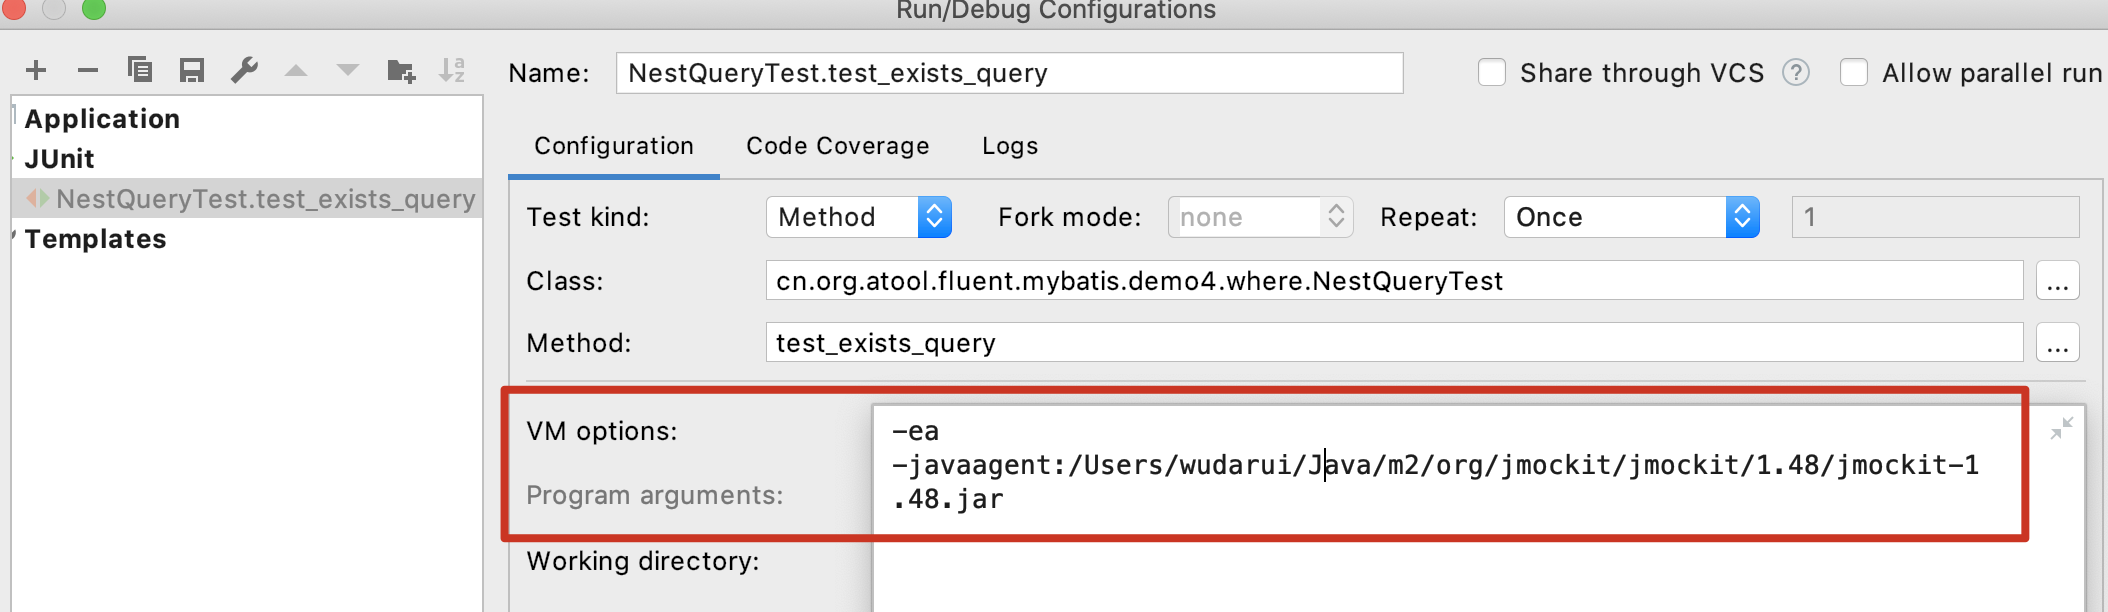 Run/Debug Configurations
Application
JUnit
NestQueryTest.test_exists_query
Templates
Name: NestQueryTest.test_exists_query Share through VCS ? Allow parallel run
Configuration Code Coverage Logs
Test kind: Method Fork mode: none Repeat: Once 1
Class: cn.org.atool.fluent.mybatis.demo4.where.NestQueryTest ...
Method: test_exists_query ...
VM options: -ea
-javaagent:/Users/wudarui/Java/m2/org/jmockit/jmockit/1.48/jmockit-1
.48.jar
Program arguments:
Working directory: